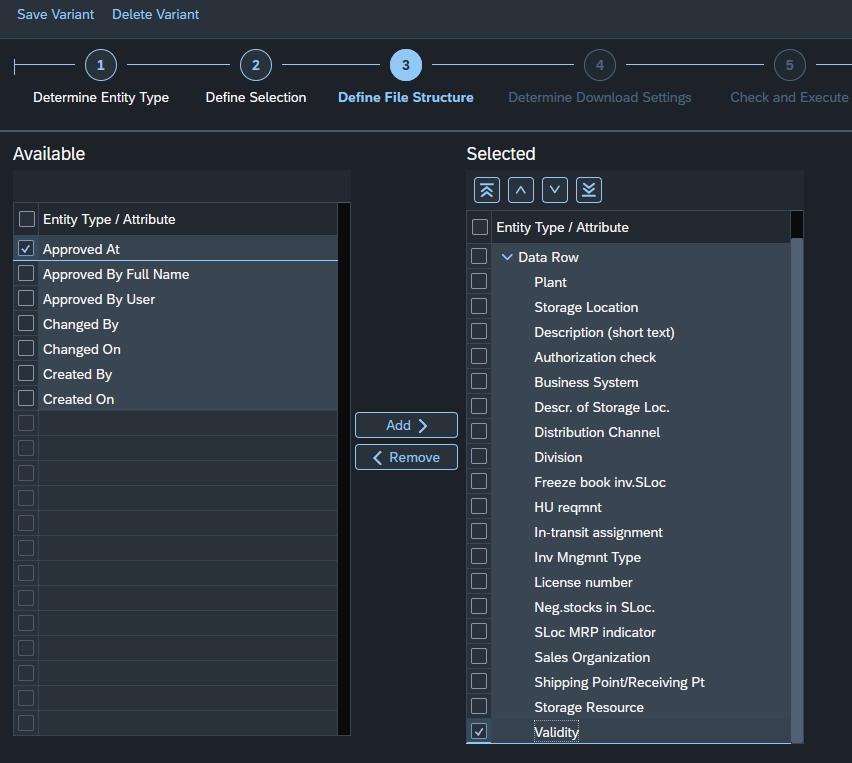 Save Variant Delete Variant
1 2 3 4 5
Determine Entity Type Define Selection Define File Structure Determine Download Settings Check and Execute
Available
Entity Type / Attribute
Approved At
Approved By Full Name
Approved By User
Changed By
Changed On
Created By
Created On
Add
Remove
Selected
Entity Type / Attribute
Data Row
Plant
Storage Location
Description (short text)
Authorization check
Business System
Descr. of Storage Loc.
Distribution Channel
Division
Freeze book inv.SLoc
HU reqmnt
In-transit assignment
Inv Mngmnt Type
License number
Neg.stocks in SLoc.
SLoc MRP indicator
Sales Organization
Shipping Point/Receiving Pt
Storage Resource
Validity